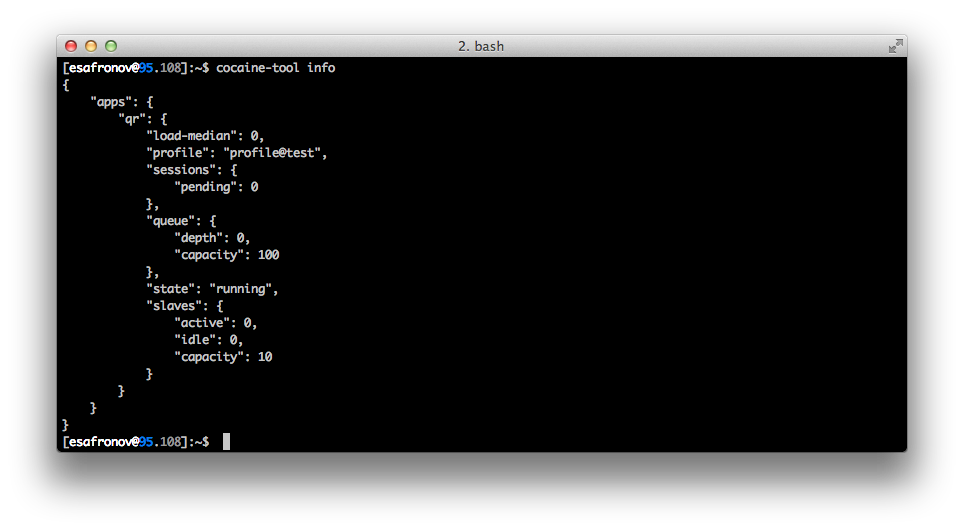 2. bash
[esafronov@95.108]:~$ cocaine-tool info
{
    "apps": {
        "qr": {
            "load-median": 0,
            "profile": "profile@test",
            "sessions": {
                "pending": 0
            },
            "queue": {
                "depth": 0,
                "capacity": 100
            },
            "state": "running",
            "slaves": {
                "active": 0,
                "idle": 0,
                "capacity": 10
            }
        }
    }
}
[esafronov@95.108]:~$